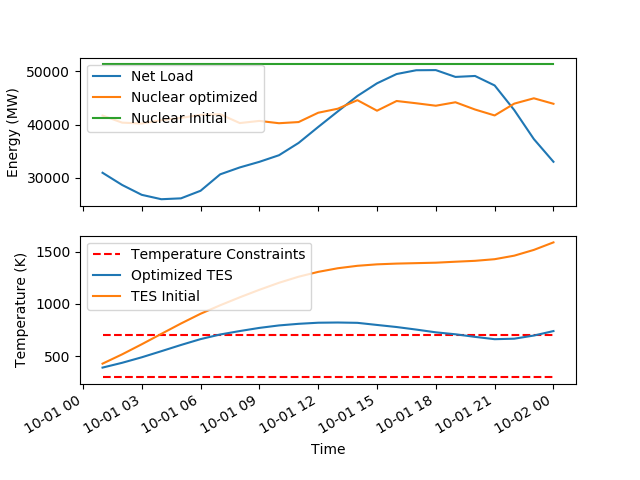 50000
40000
30000
Energy (MW)
Net Load
Nuclear optimized
Nuclear Initial
1500
1000
500
Temperature (K)
Temperature Constraints
Optimized TES
TES Initial
10-01 00
10-01 03
10-01 06
10-01 09
10-01 12
10-01 15
10-01 18
10-01 21
10-02 00
Time